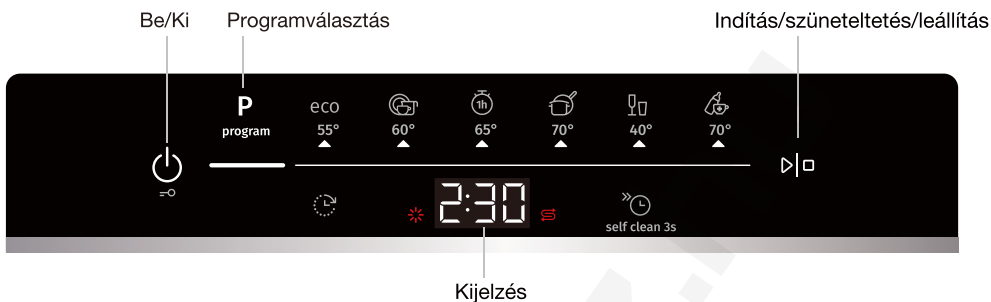 Be/Ki Programválasztás Indítás/szüneteltetés/leállítás
P
program
eco 1h
55° 60° 65° 70° 40° 70°
2:30
self clean 3s
Kijelzés